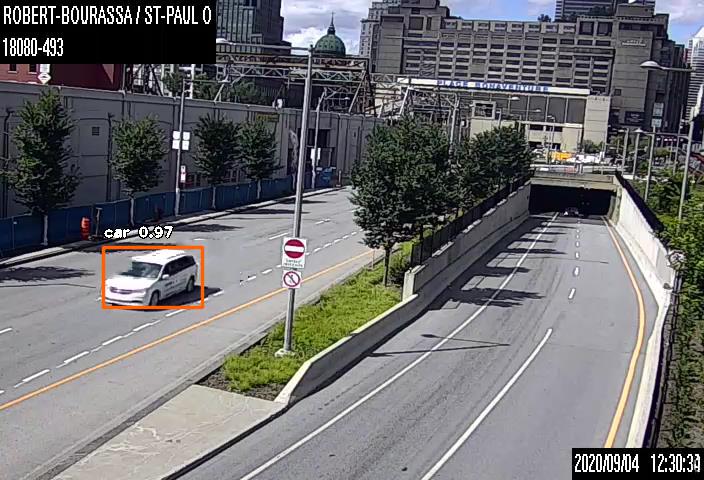 ROBERT-BOURASSA / ST-PAUL O
18080-493
PLACE BONAVENTURE
car 0.97
2020/09/04 12:30:34